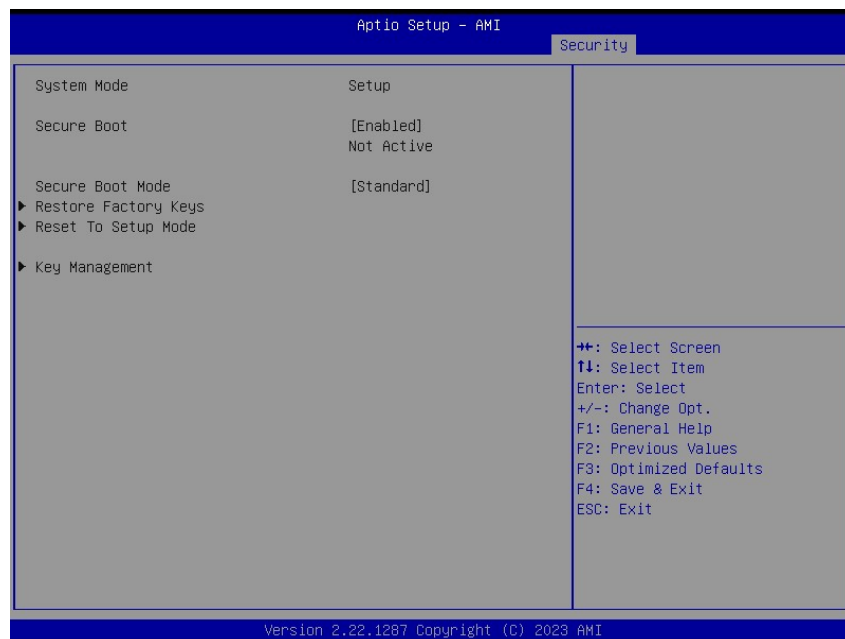 Aptio Setup – AMI
Security
System Mode Setup
Secure Boot [Enabled]
Not Active
Secure Boot Mode [Standard]
Restore Factory Keys
Reset To Setup Mode
Key Management
→←: Select Screen
↑↓: Select Item
Enter: Select
+/-: Change Opt.
F1: General Help
F2: Previous Values
F3: Optimized Defaults
F4: Save & Exit
ESC: Exit
Version 2.22.1287 Copyright (C) 2023 AMI